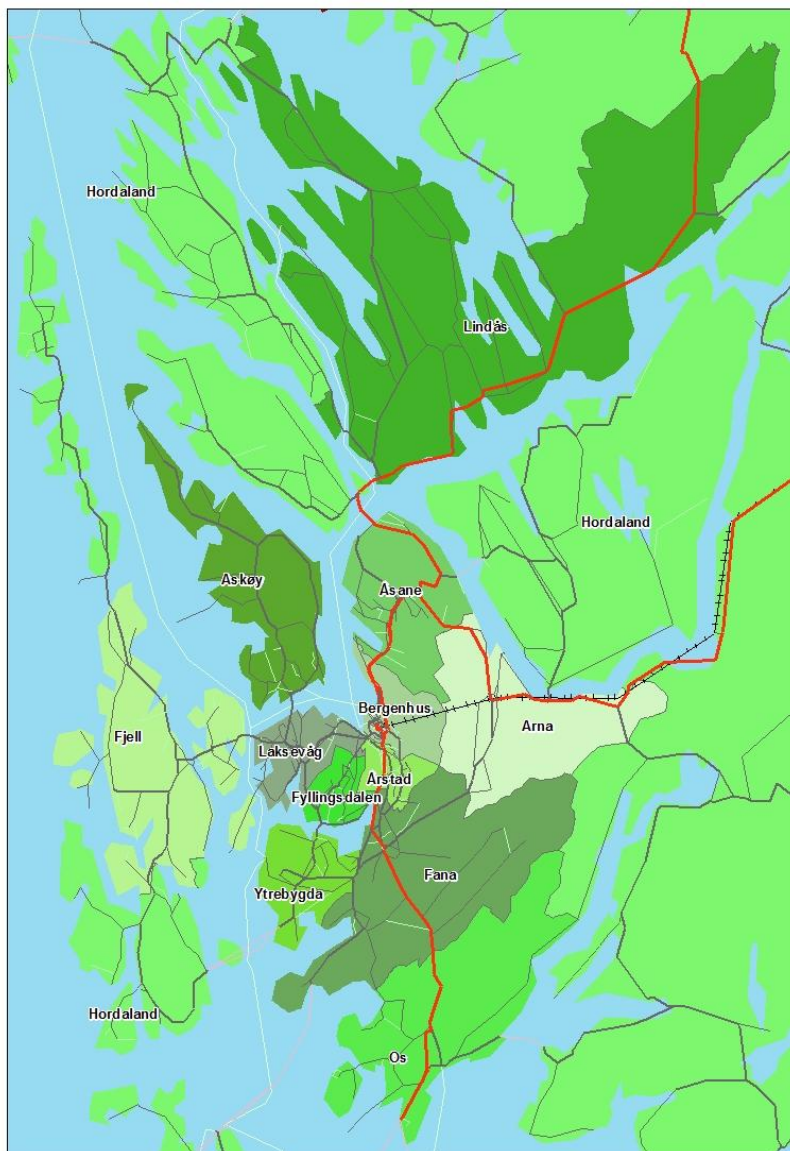 Hordaland
Lindås
Hordaland
Askøy
Åsane
Bergenhus
Fjell
Arna
Laksevåg
Årstad
Fyllingsdalen
Fana
Ytrebygda
Hordaland
Os